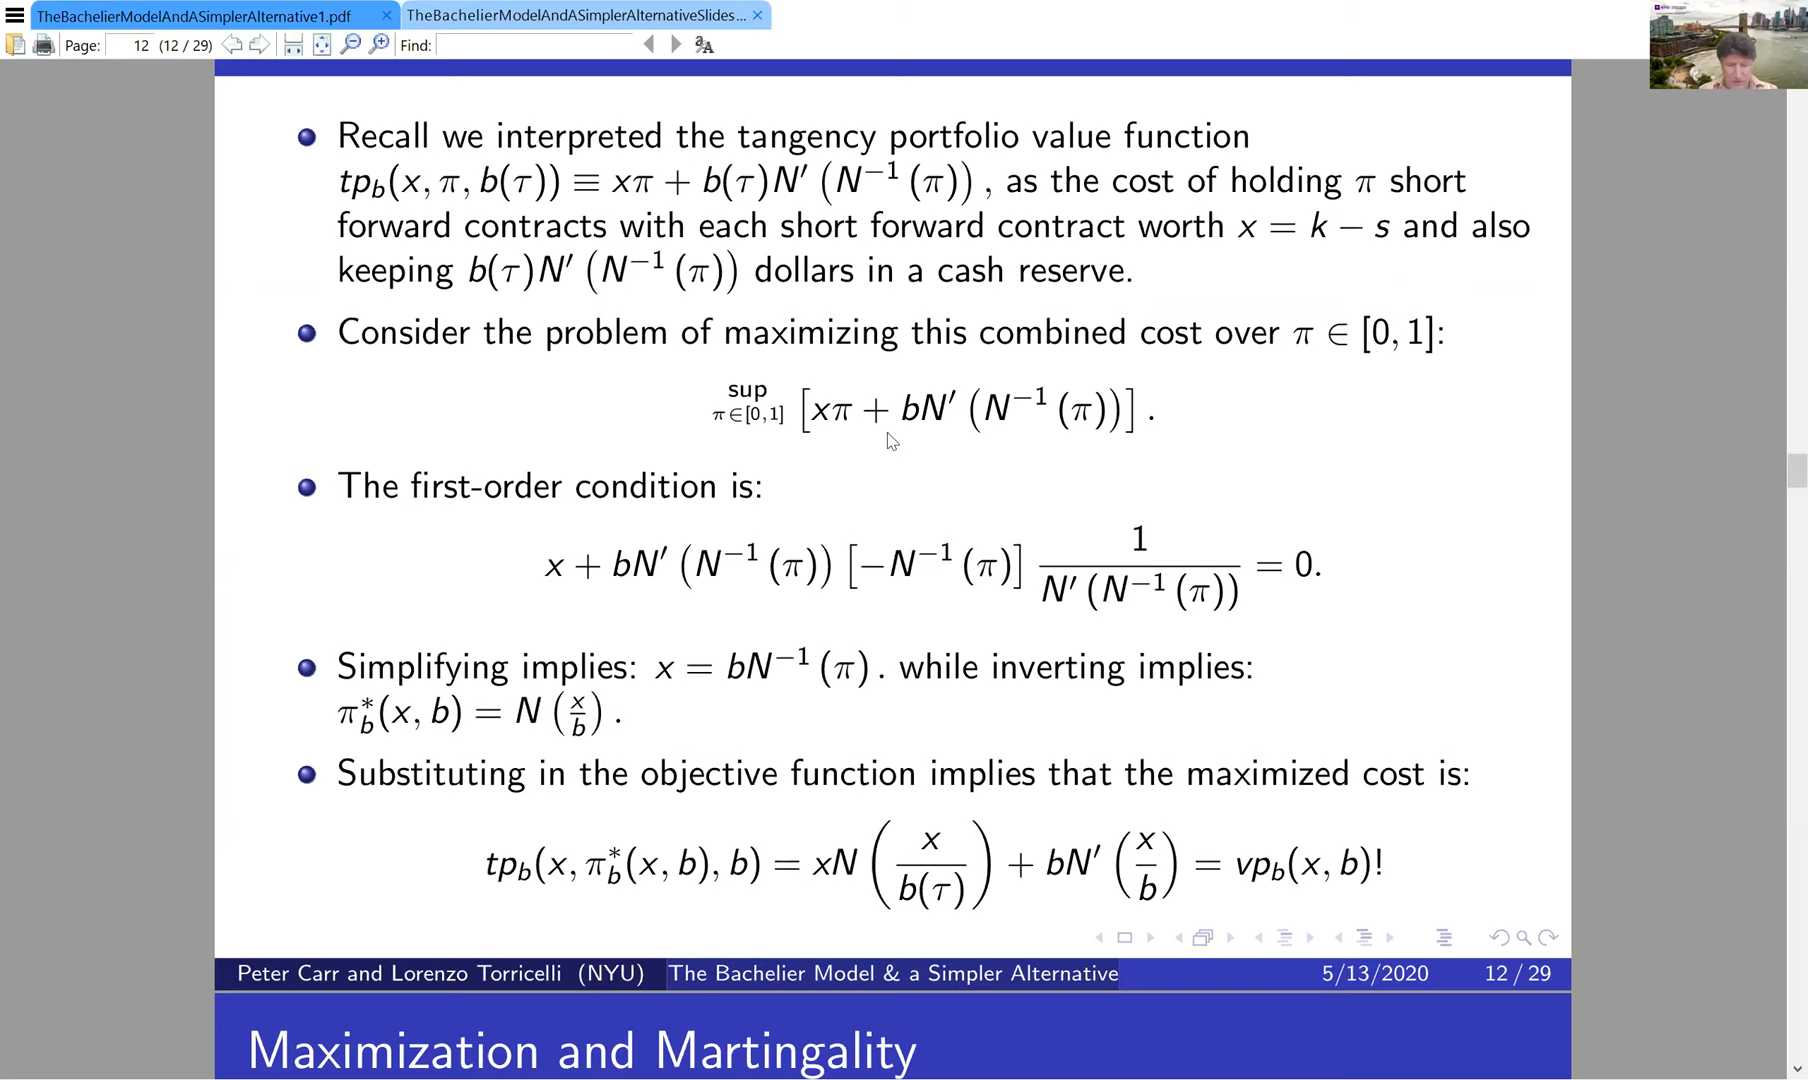 TheBachelierModelAndASimplerAlternative1.pdf × TheBachelierModelAndASimplerAlternativeSlides... ×
Page: 12 (12 / 29) Find:
Recall we interpreted the tangency portfolio value function
tp_b(x, π, b(τ)) ≡ xπ + b(τ)N′ (N⁻¹ (π)) , as the cost of holding π short
forward contracts with each short forward contract worth x = k − s and also
keeping b(τ)N′ (N⁻¹ (π)) dollars in a cash reserve.
Consider the problem of maximizing this combined cost over π ∈ [0, 1]:
sup_{π∈[0,1]} [xπ + bN′ (N⁻¹ (π))] .
The first-order condition is:
x + bN′ (N⁻¹ (π)) [−N⁻¹ (π)] 1 / N′ (N⁻¹ (π)) = 0.
Simplifying implies: x = bN⁻¹ (π) . while inverting implies:
π*_b(x, b) = N (x/b) .
Substituting in the objective function implies that the maximized cost is:
tp_b(x, π*_b(x, b), b) = xN (x / b(τ)) + bN′ (x/b) = vp_b(x, b)!
Peter Carr and Lorenzo Torricelli (NYU) The Bachelier Model & a Simpler Alternative 5/13/2020 12 / 29
Maximization and Martingality